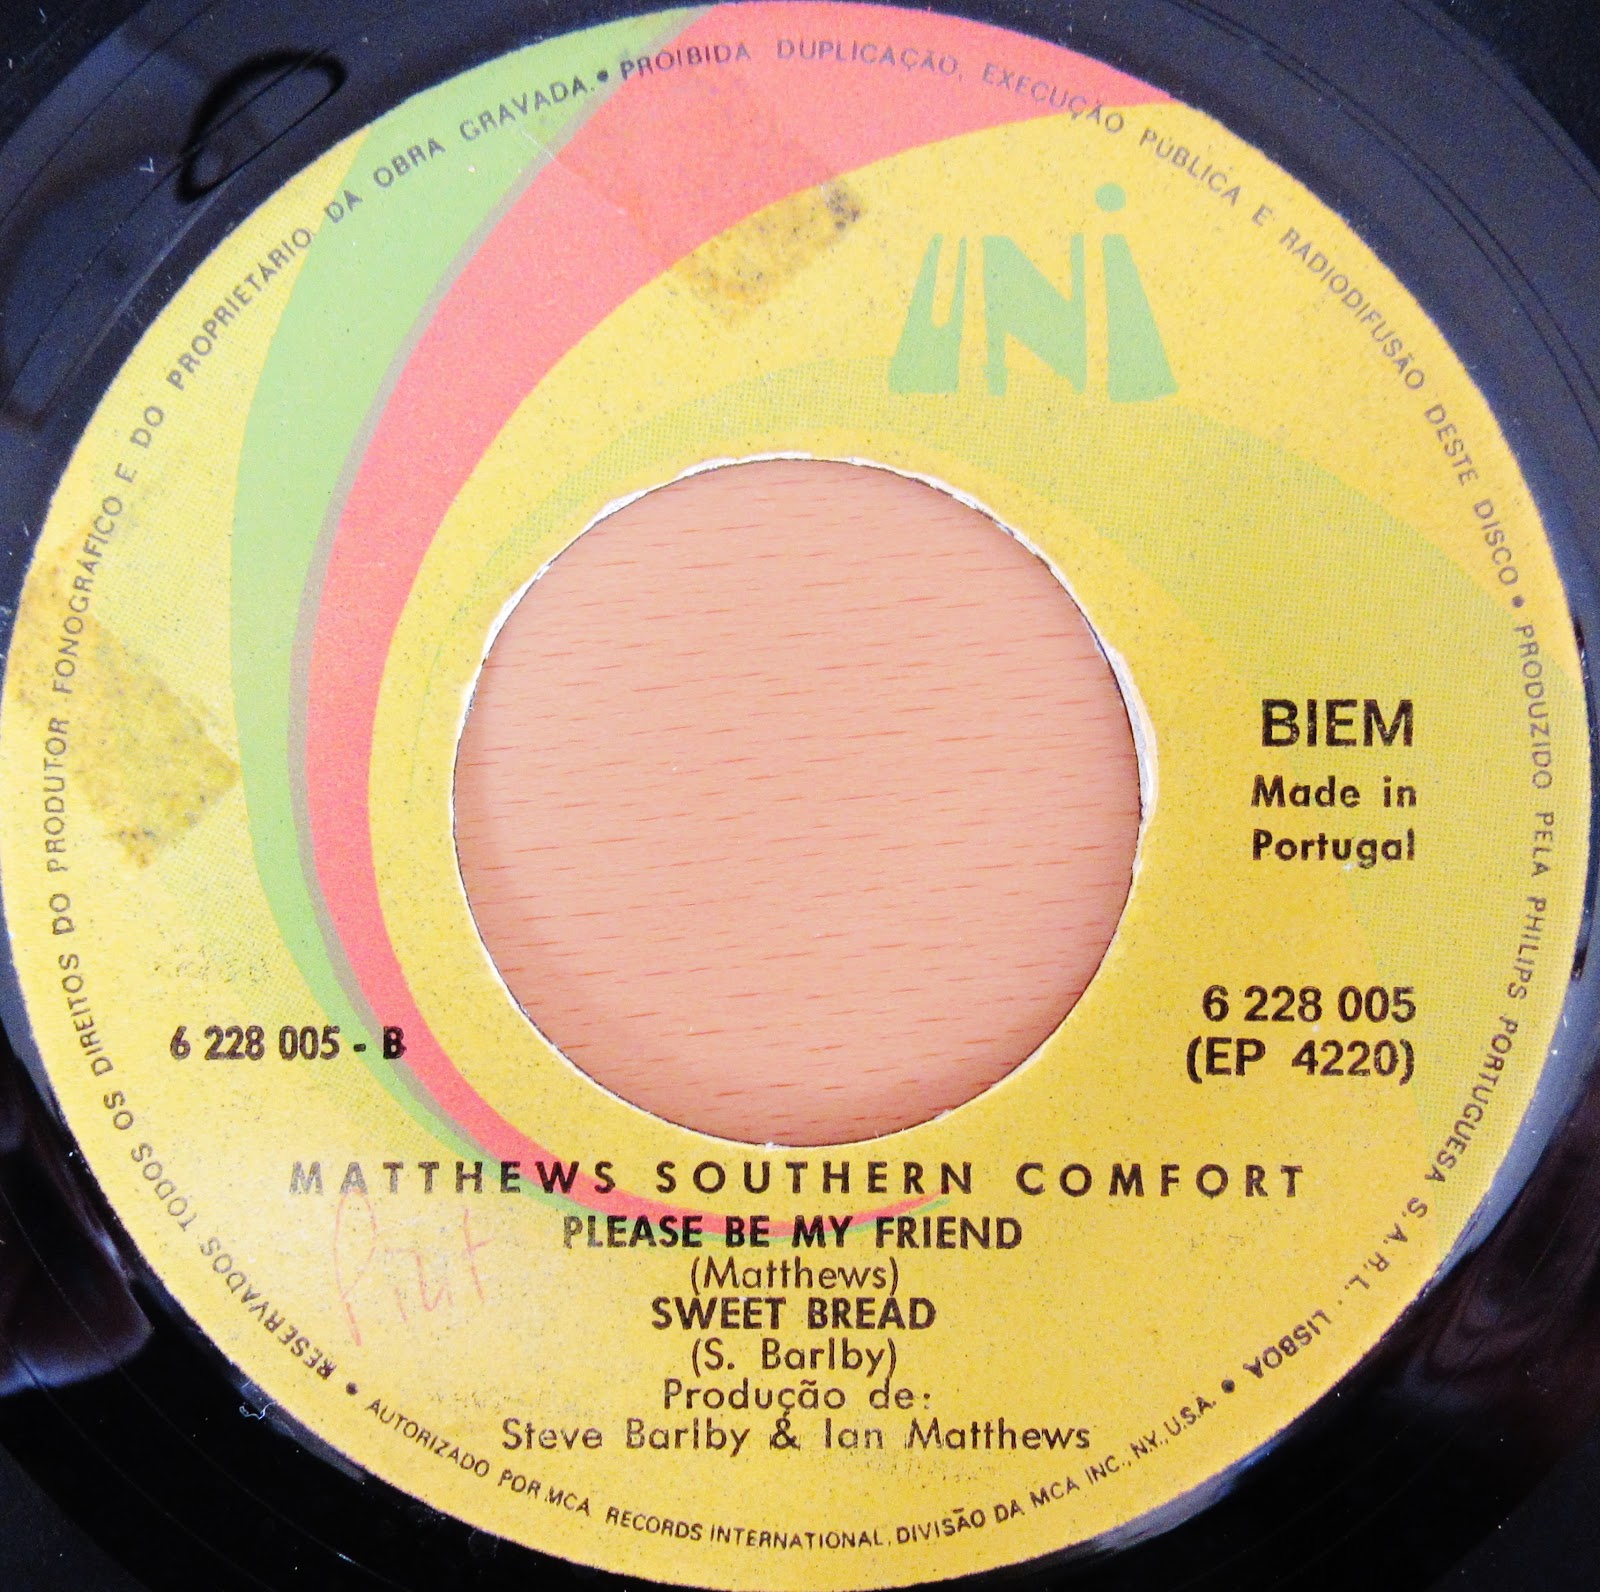 RESERVADOS TODOS OS DIREITOS DO PRODUTOR FONOGRÁFICO E DO PROPRIETÁRIO DA OBRA GRAVADA. • PROIBIDA DUPLICAÇÃO, EXECUÇÃO PÚBLICA E RADIODIFUSÃO DESTE DISCO • PRODUZIDO PELA PHILIPS PORTUGUESA S.A.R.L. · LISBOA •
UNi
BIEM
Made in
Portugal
6 228 005
(EP 4220)
6 228 005 - B
MATTHEWS SOUTHERN COMFORT
PLEASE BE MY FRIEND
(Matthews)
SWEET BREAD
(S. Barlby)
Produção de:
Steve Barlby & Ian Matthews
• AUTORIZADO POR MCA RECORDS INTERNATIONAL, DIVISÃO DA MCA INC., N.Y., U.S.A.